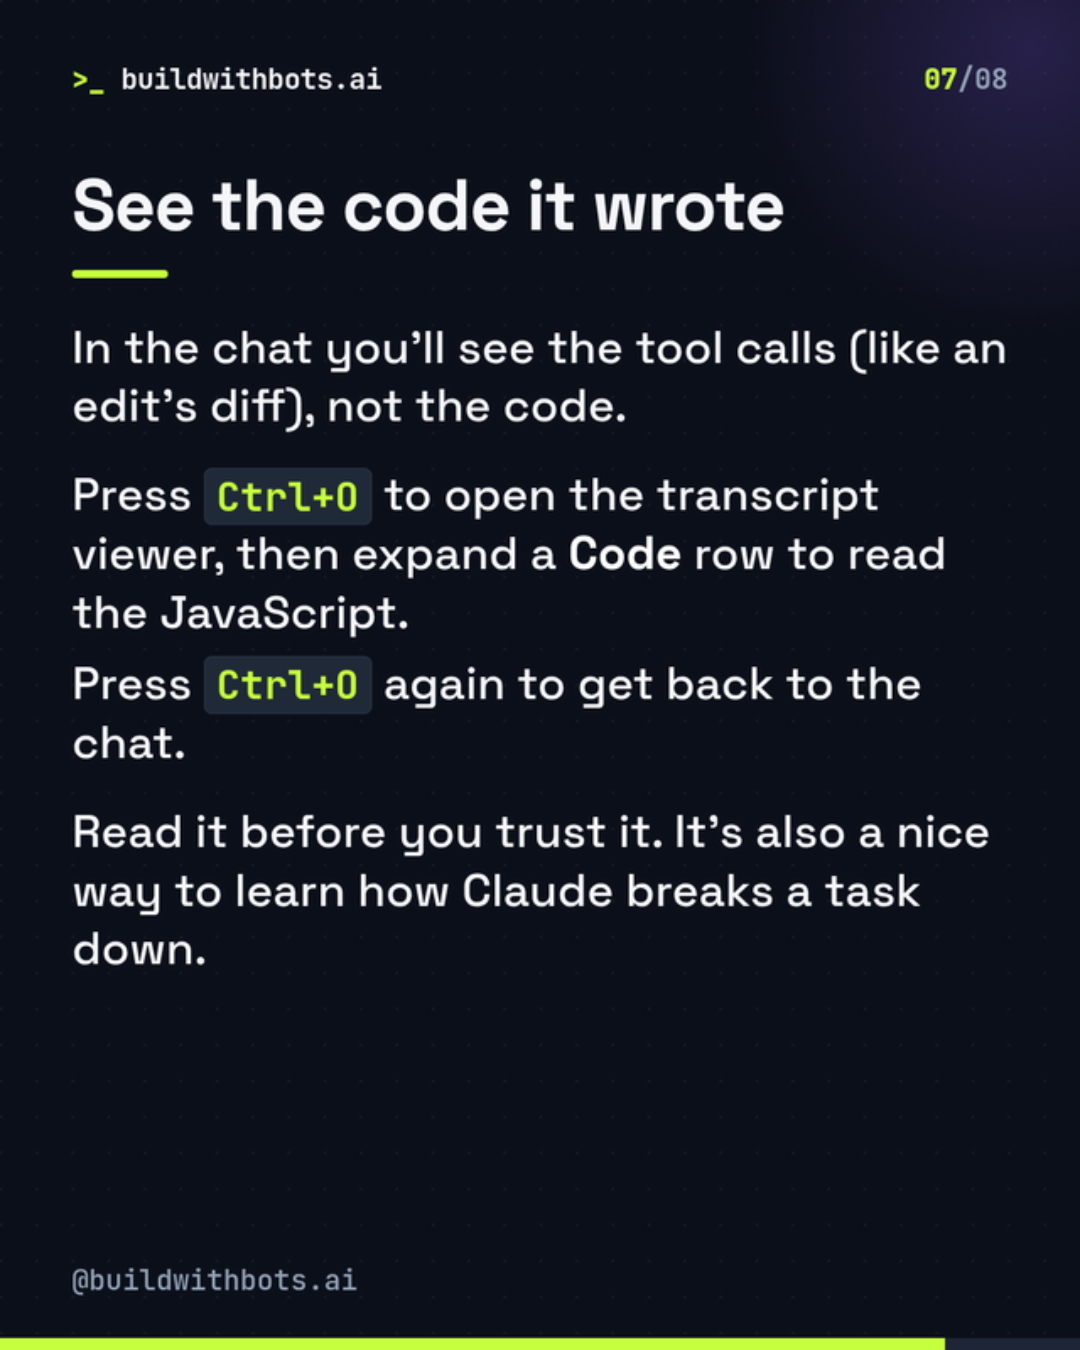 >_ buildwithbots.ai
07/08
See the code it wrote
In the chat you’ll see the tool calls (like an
edit’s diff), not the code.
Press Ctrl+O to open the transcript
viewer, then expand a Code row to read
the JavaScript.
Press Ctrl+O again to get back to the
chat.
Read it before you trust it. It’s also a nice
way to learn how Claude breaks a task
down.
@buildwithbots.ai